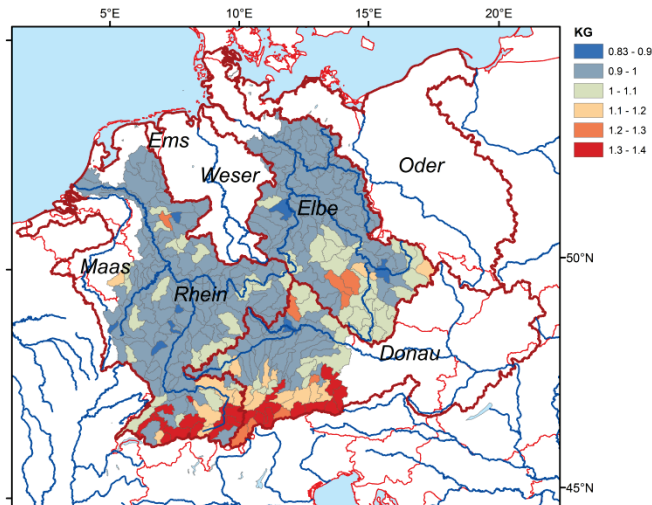 5°E 10°E 15°E 20°E
KG
0.83 - 0.9
0.9 - 1
1 - 1.1
1.1 - 1.2
1.2 - 1.3
1.3 - 1.4
Ems
Weser
Oder
Elbe
50°N
Maas
Rhein
Donau
45°N